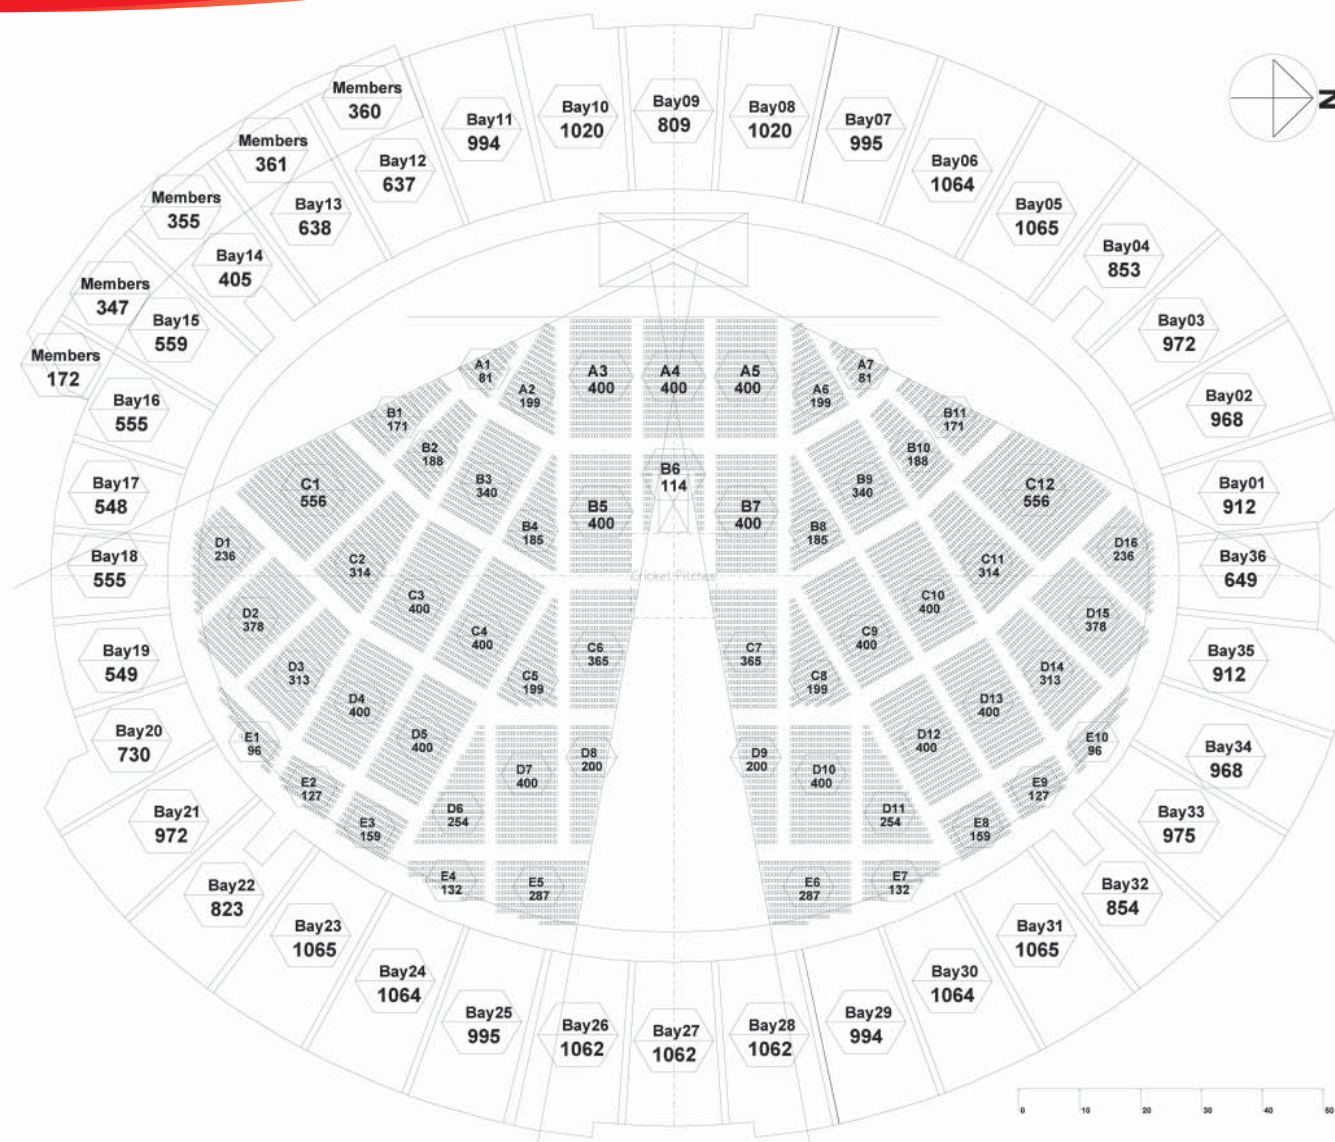 Bay10
1020
Bay09
809
Bay08
1020
Members
360
Bay11
994
Bay07
995
N
Members
361
Bay12
637
Bay06
1064
Members
355
Bay13
638
Bay05
1065
Bay14
405
Bay04
853
Members
347
Bay15
559
Bay03
972
Members
172
Bay16
555
Bay02
968
Bay17
548
Bay01
912
Bay18
555
Bay36
649
Bay19
549
Bay35
912
Bay20
730
Bay34
968
Bay21
972
Bay33
975
Bay22
823
Bay32
854
Bay23
1065
Bay31
1065
Bay24
1064
Bay30
1064
Bay25
995
Bay29
994
Bay26
1062
Bay27
1062
Bay28
1062
A1
81
A2
199
A3
400
A4
400
A5
400
A6
199
A7
81
B1
171
B2
188
B3
340
B4
185
B5
400
B6
114
B7
400
B8
185
B9
340
B10
188
B11
171
C1
556
C2
314
C3
400
C4
400
C5
199
C6
365
Cricket Pitches
C7
365
C8
199
C9
400
C10
400
C11
314
C12
556
D1
236
D2
378
D3
313
D4
400
D5
400
D6
254
D7
400
D8
200
D9
200
D10
400
D11
254
D12
400
D13
400
D14
313
D15
378
D16
236
E1
96
E2
127
E3
159
E4
132
E5
287
E6
287
E7
132
E8
159
E9
127
E10
96
0 10 20 30 40 50